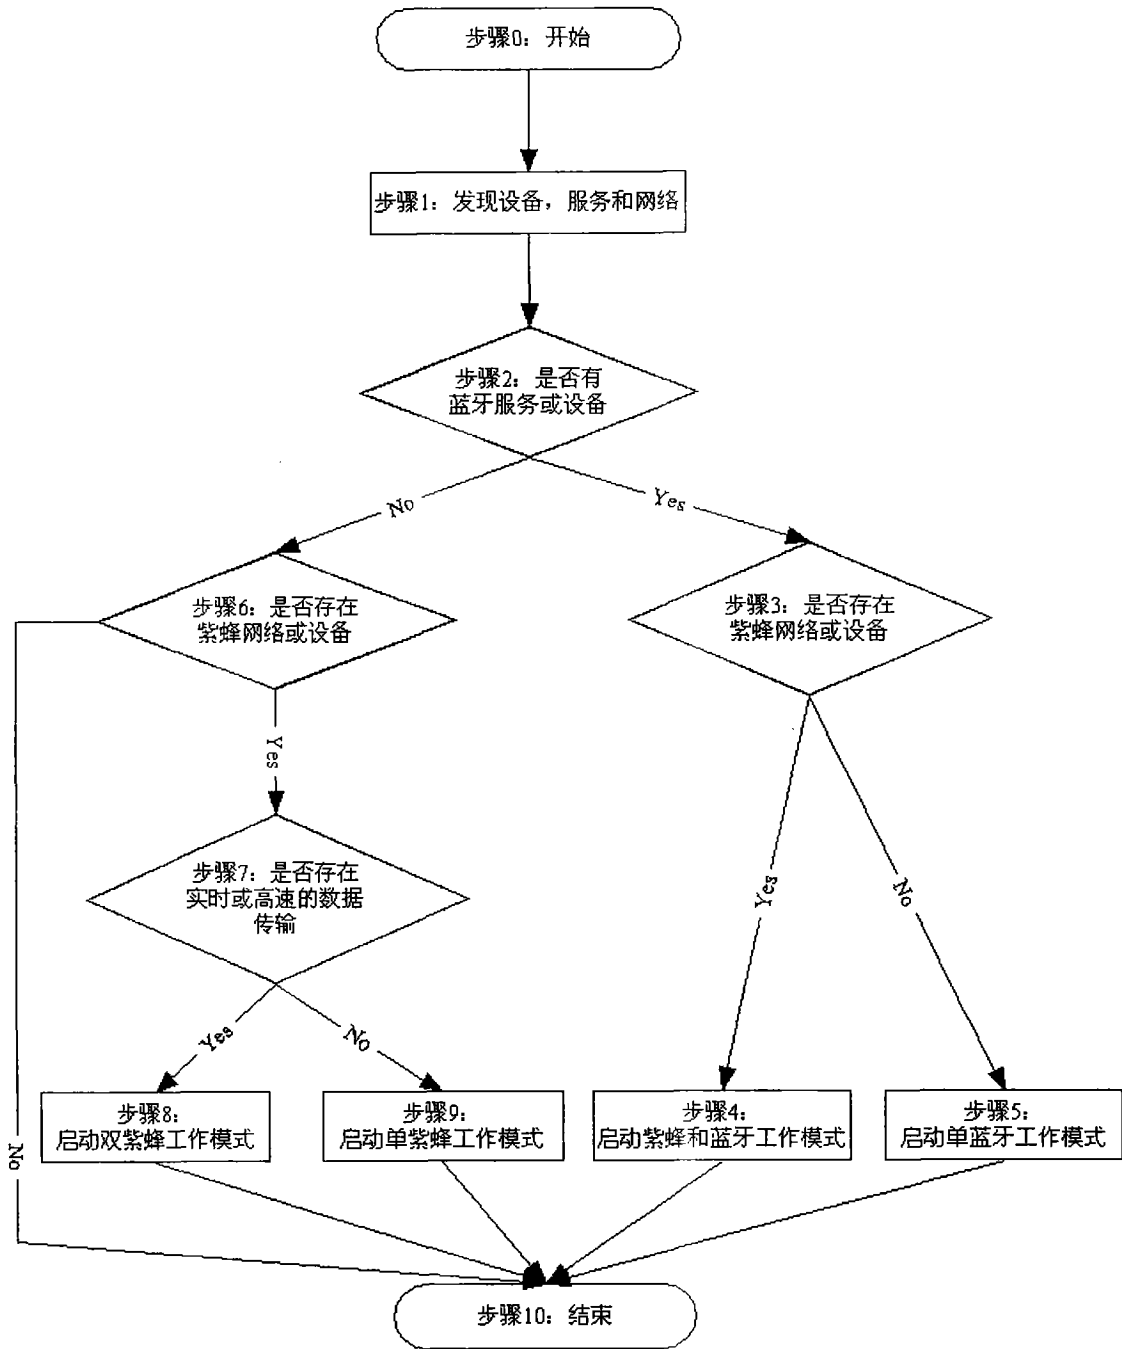 步骤0：开始
步骤1：发现设备，服务和网络
步骤2：是否有
蓝牙服务或设备
No
Yes
步骤6：是否存在
紫蜂网络或设备
步骤3：是否存在
紫蜂网络或设备
Yes
步骤7：是否存在
实时或高速的数据
传输
Yes
No
Yes
No
步骤8：
启动双紫蜂工作模式
步骤9：
启动单紫蜂工作模式
步骤4：
启动紫蜂和蓝牙工作模式
步骤5：
启动单蓝牙工作模式
No
步骤10：结束